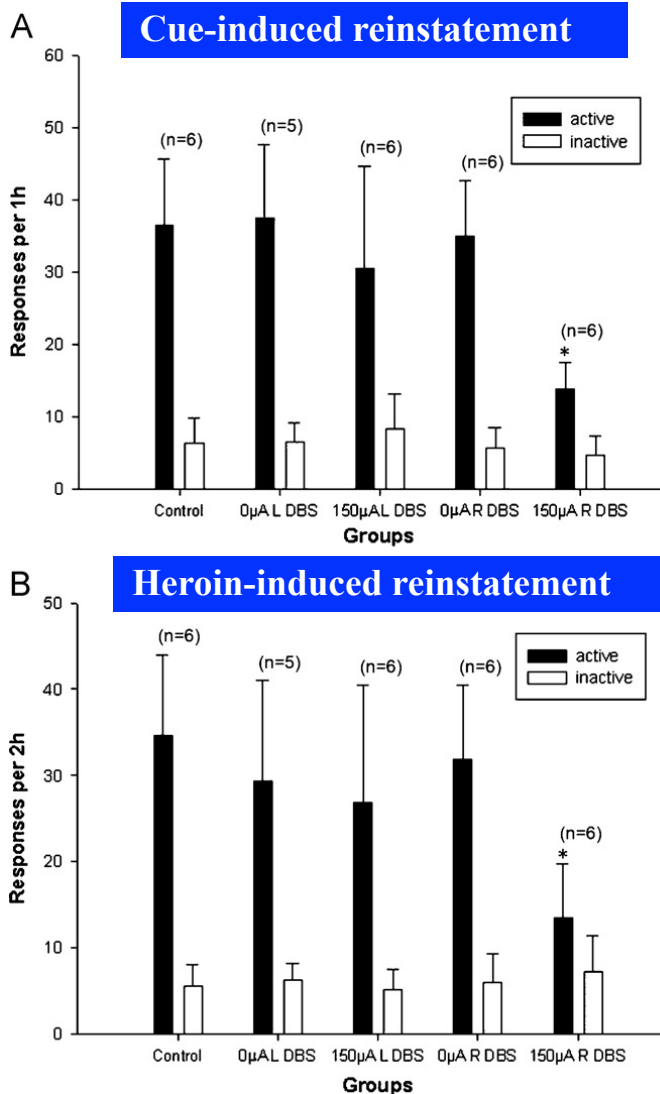 A
Cue-induced reinstatement
60
50
40
30
20
10
0
Responses per 1h
active
inactive
(n=6)
(n=5)
(n=6)
(n=6)
(n=6)
*
Control
0µA L DBS
150µA L DBS
0µA R DBS
150µA R DBS
Groups
B
Heroin-induced reinstatement
50
40
30
20
10
0
Responses per 2h
active
inactive
(n=6)
(n=5)
(n=6)
(n=6)
(n=6)
*
Control
0µA L DBS
150µA L DBS
0µA R DBS
150µA R DBS
Groups